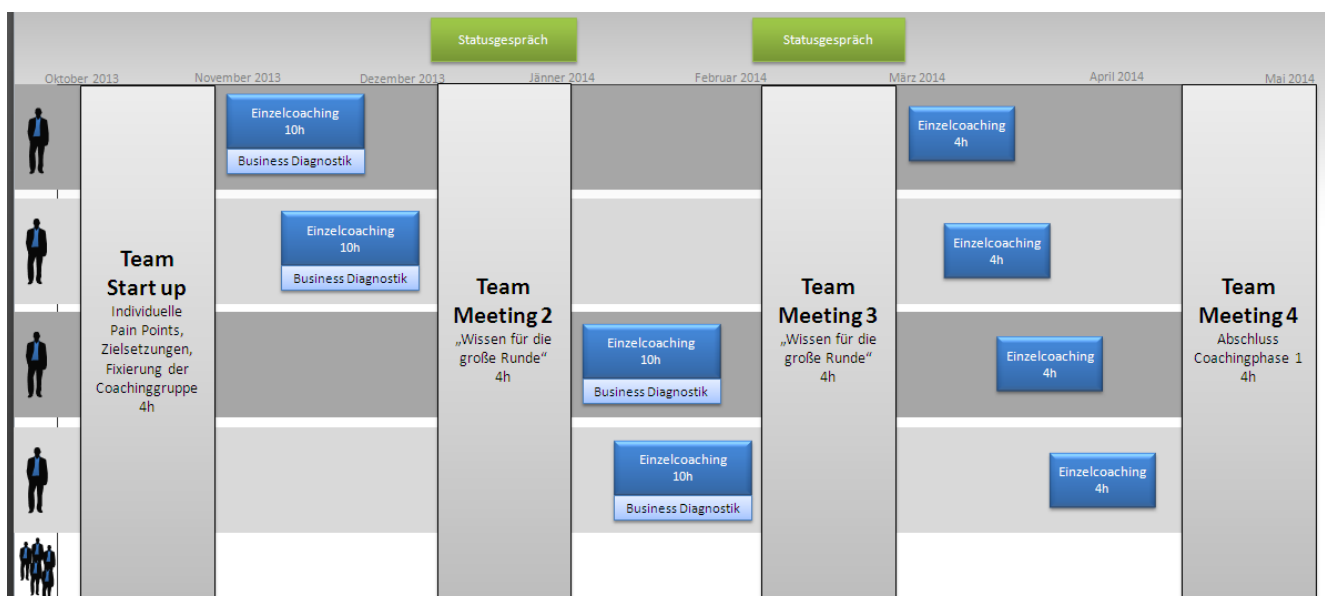 Statusgespräch
Statusgespräch
Oktober 2013
November 2013
Dezember 2013
Jänner 2014
Februar 2014
März 2014
April 2014
Mai 2014
Team
Start up
Individuelle
Pain Points,
Zielsetzungen,
Fixierung der
Coachinggruppe
4h
Einzelcoaching
10h
Business Diagnostik
Einzelcoaching
10h
Business Diagnostik
Team
Meeting 2
„Wissen für die
große Runde“
4h
Einzelcoaching
10h
Business Diagnostik
Einzelcoaching
10h
Business Diagnostik
Team
Meeting 3
„Wissen für die
große Runde“
4h
Einzelcoaching
4h
Einzelcoaching
4h
Einzelcoaching
4h
Einzelcoaching
4h
Team
Meeting 4
Abschluss
Coachingphase 1
4h